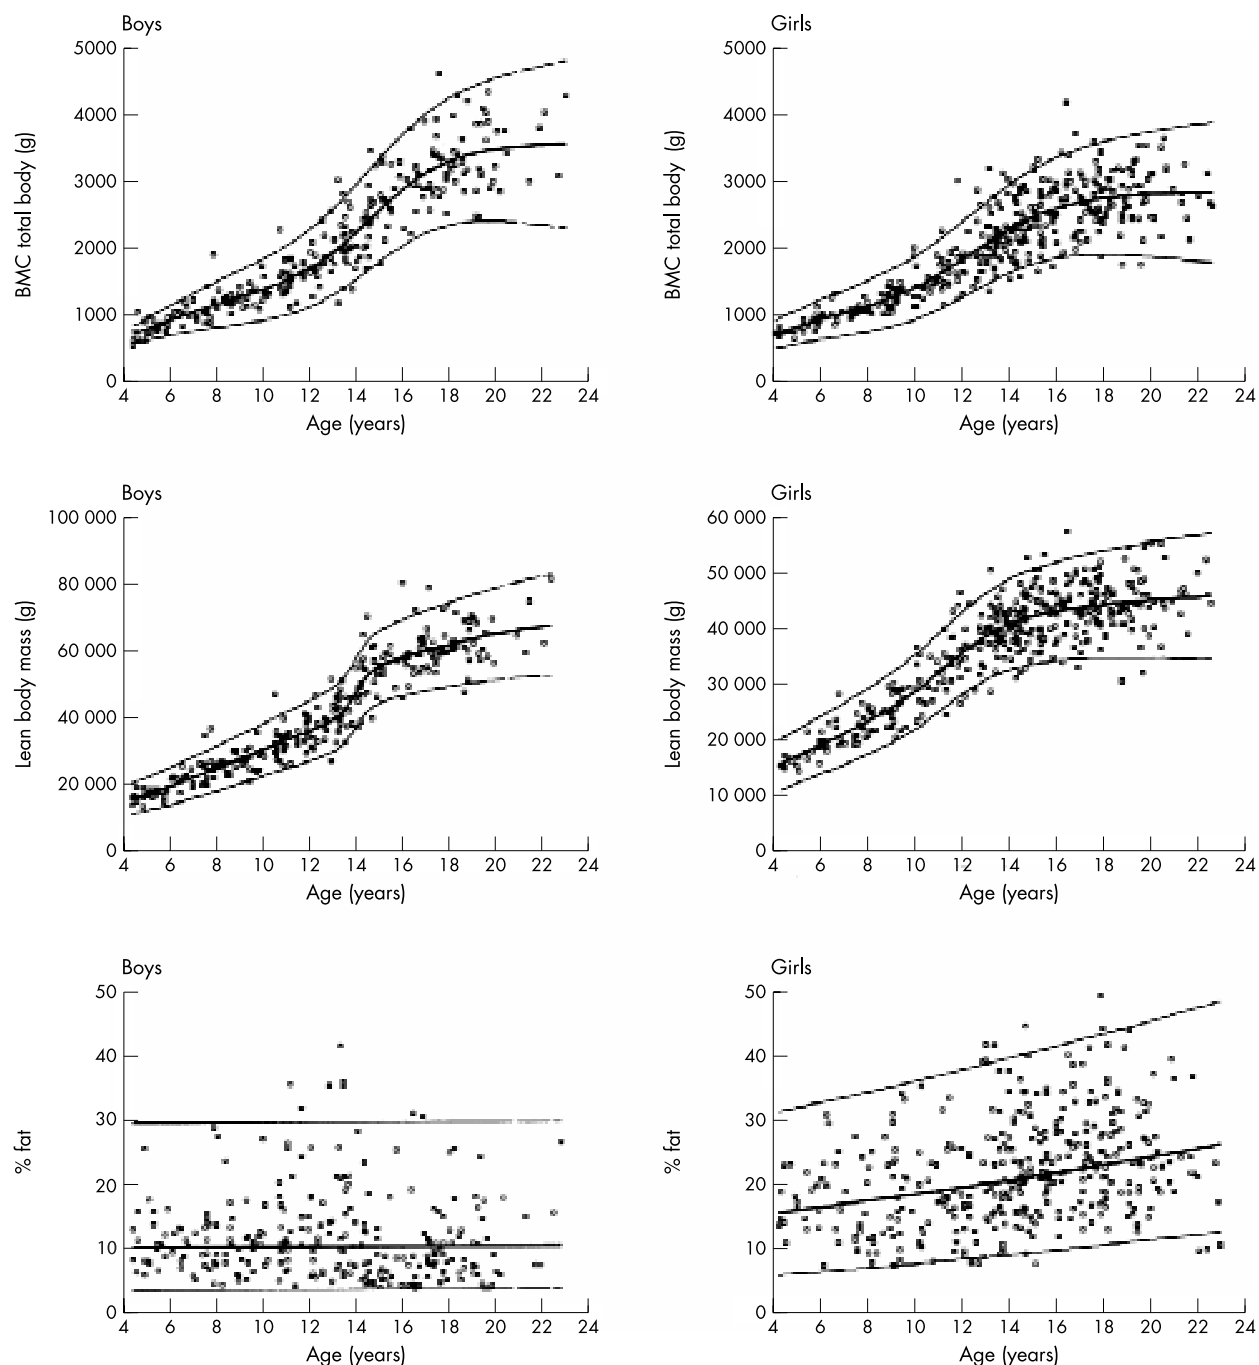 Boys
5000
4000
3000
2000
1000
0
BMC total body (g)
4 6 8 10 12 14 16 18 20 22 24
Age (years)
Girls
5000
4000
3000
2000
1000
0
BMC total body (g)
4 6 8 10 12 14 16 18 20 22 24
Age (years)
Boys
100 000
80 000
60 000
40 000
20 000
0
Lean body mass (g)
4 6 8 10 12 14 16 18 20 22 24
Age (years)
Girls
60 000
50 000
40 000
30 000
20 000
10 000
0
Lean body mass (g)
4 6 8 10 12 14 16 18 20 22 24
Age (years)
Boys
50
40
30
20
10
0
% fat
4 6 8 10 12 14 16 18 20 22 24
Age (years)
Girls
50
40
30
20
10
0
% fat
4 6 8 10 12 14 16 18 20 22 24
Age (years)